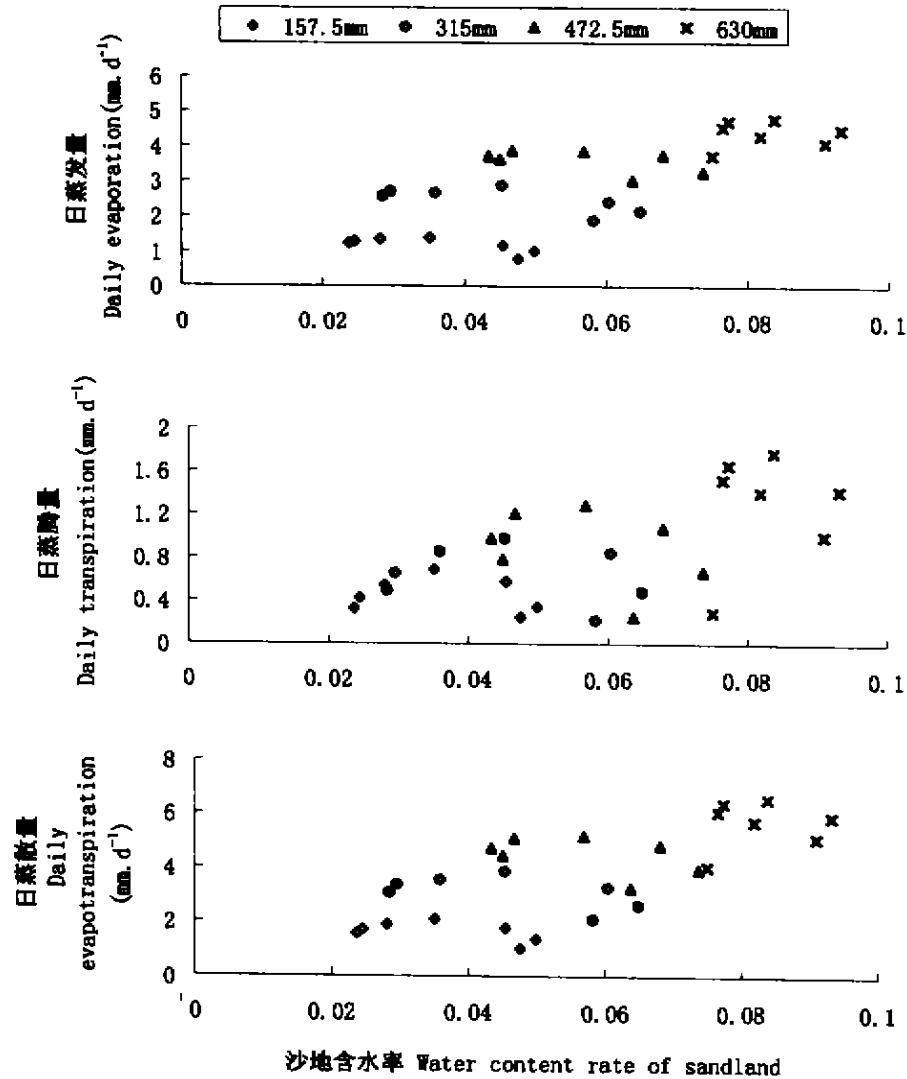 157.5mm 315mm 472.5mm 630mm
日蒸发量
Daily evaporation(mm.d⁻¹)
6
5
4
3
2
1
0
0 0.02 0.04 0.06 0.08 0.1
日蒸腾量
Daily transpiration(mm.d⁻¹)
2
1.6
1.2
0.8
0.4
0
0 0.02 0.04 0.06 0.08 0.1
日蒸散量
Daily
evapotranspiration
(mm.d⁻¹)
8
6
4
2
0
0 0.02 0.04 0.06 0.08 0.1
沙地含水率 Water content rate of sandland